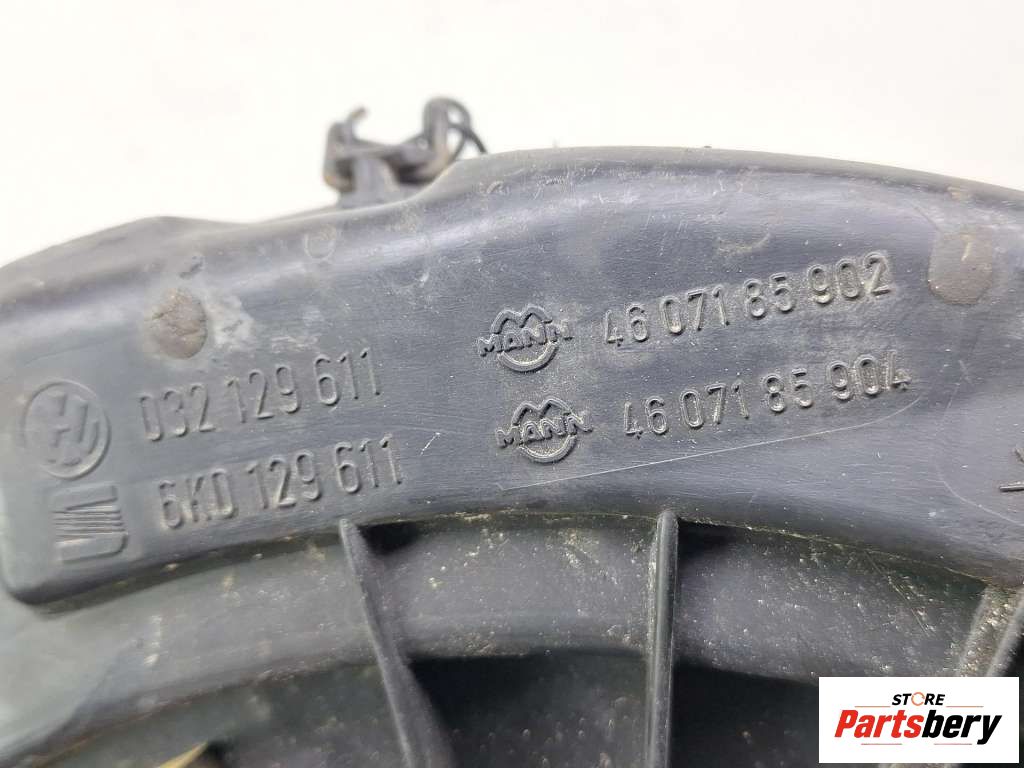 032 129 611
6K0 129 611
MANN 46 071 85 902
MANN 46 071 85 904
STORE
Partsbery